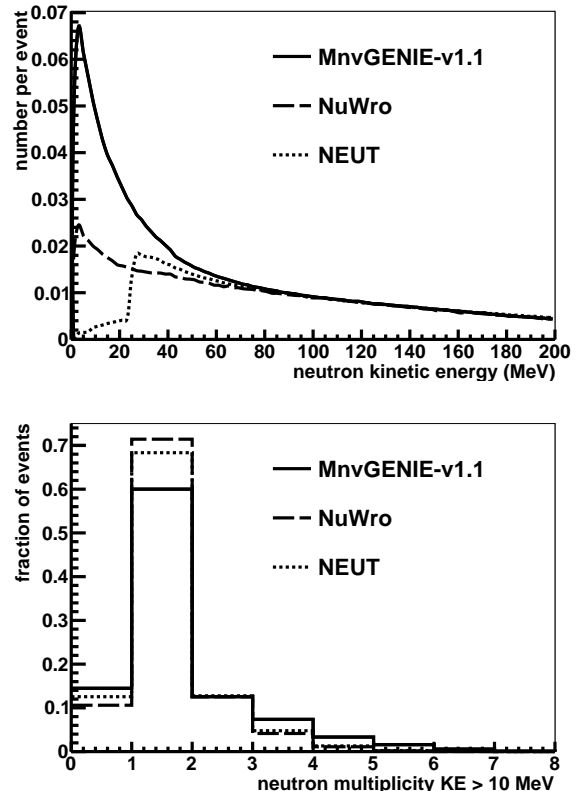 number per event
0.07
0.06
0.05
0.04
0.03
0.02
0.01
0
MnvGENIE-v1.1
NuWro
NEUT
0 20 40 60 80 100 120 140 160 180 200
neutron kinetic energy (MeV)
fraction of events
0.7
0.6
0.5
0.4
0.3
0.2
0.1
0
MnvGENIE-v1.1
NuWro
NEUT
0 1 2 3 4 5 6 7 8
neutron multiplicity KE > 10 MeV